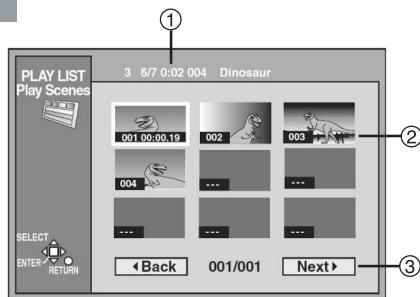 ①
PLAY LIST
Play Scenes
3 6/7 0:02 004 Dinosaur
001 00:00.19
002
003
②
004
---
---
---
---
---
SELECT
ENTER
RETURN
Back
001/001
Next
③